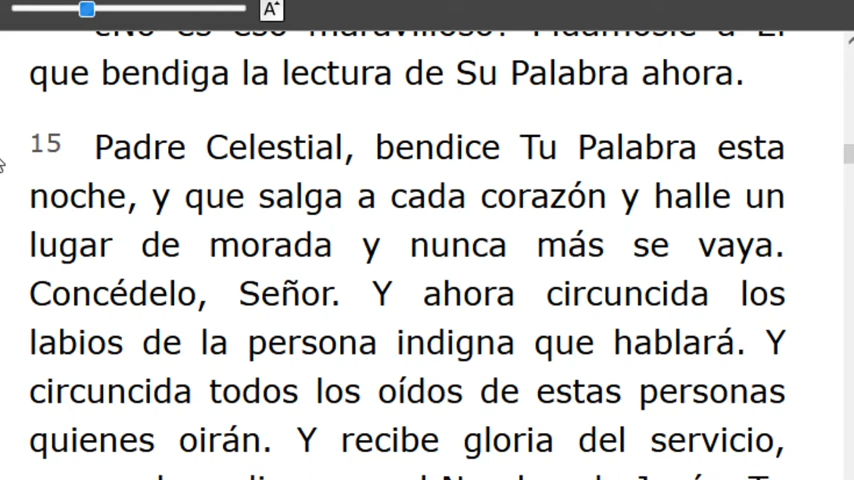 A
que bendiga la lectura de Su Palabra ahora.
15 Padre Celestial, bendice Tu Palabra esta
noche, y que salga a cada corazón y halle un
lugar de morada y nunca más se vaya.
Concédelo, Señor. Y ahora circuncida los
labios de la persona indigna que hablará. Y
circuncida todos los oídos de estas personas
quienes oirán. Y recibe gloria del servicio,